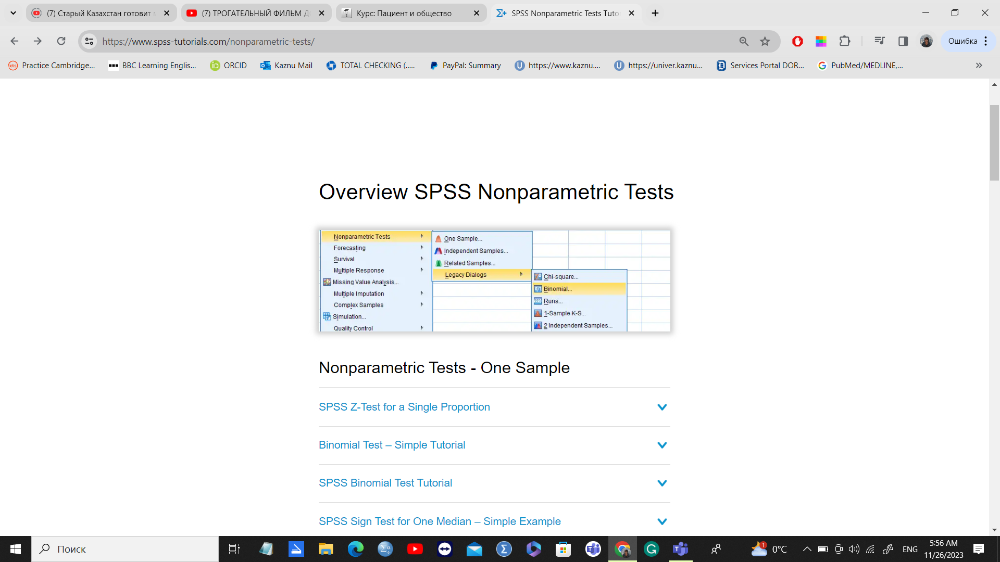 (7) Старый Казахстан готовит
(7) ТРОГАТЕЛЬНЫЙ ФИЛЬМ
Курс: Пациент и общество
SPSS Nonparametric Tests Tuto
https://www.spss-tutorials.com/nonparametric-tests/
Ошибка
Practice Cambridge...
BBC Learning Englis...
ORCID
Kaznu Mail
TOTAL CHECKING (.....
PayPal: Summary
https://www.kaznu....
https://univer.kaznu...
Services Portal DOR...
PubMed/MEDLINE,...
Overview SPSS Nonparametric Tests
Nonparametric Tests
Forecasting
Survival
Multiple Response
Missing Value Analysis...
Multiple Imputation
Complex Samples
Simulation...
Quality Control
One Sample...
Independent Samples...
Related Samples...
Legacy Dialogs
Chi-square...
Binomial...
Runs...
1-Sample K-S...
2 Independent Samples...
Nonparametric Tests - One Sample
SPSS Z-Test for a Single Proportion
Binomial Test – Simple Tutorial
SPSS Binomial Test Tutorial
SPSS Sign Test for One Median – Simple Example
Поиск
1
0°C
ENG
5:56 AM
11/26/2023